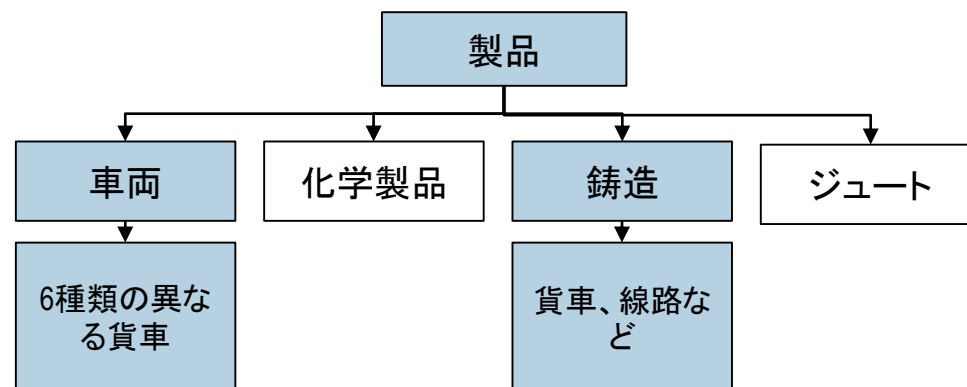 製品
車両
化学製品
鋳造
ジュート
6種類の異な
る貨車
貨車、線路な
ど